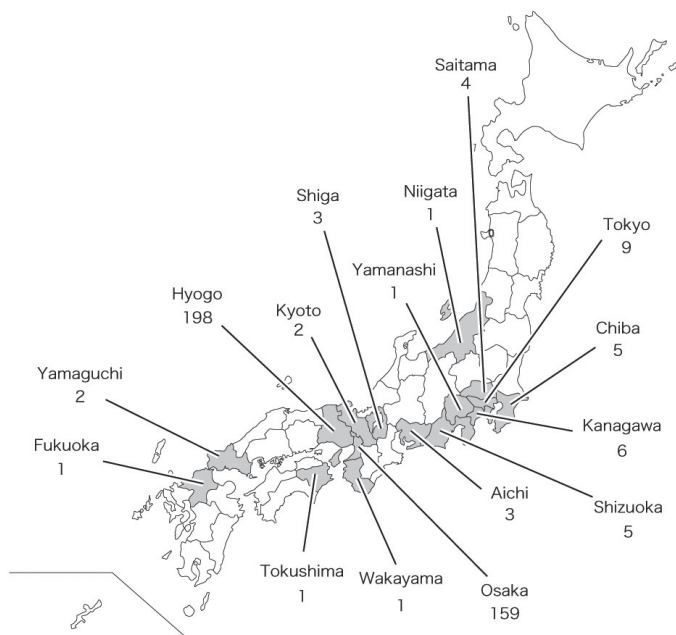 Saitama
4
Niigata
1
Shiga
3
Tokyo
9
Yamanashi
1
Hyogo
198
Kyoto
2
Chiba
5
Yamaguchi
2
Kanagawa
6
Fukuoka
1
Aichi
3
Shizuoka
5
Tokushima
1
Wakayama
1
Osaka
159